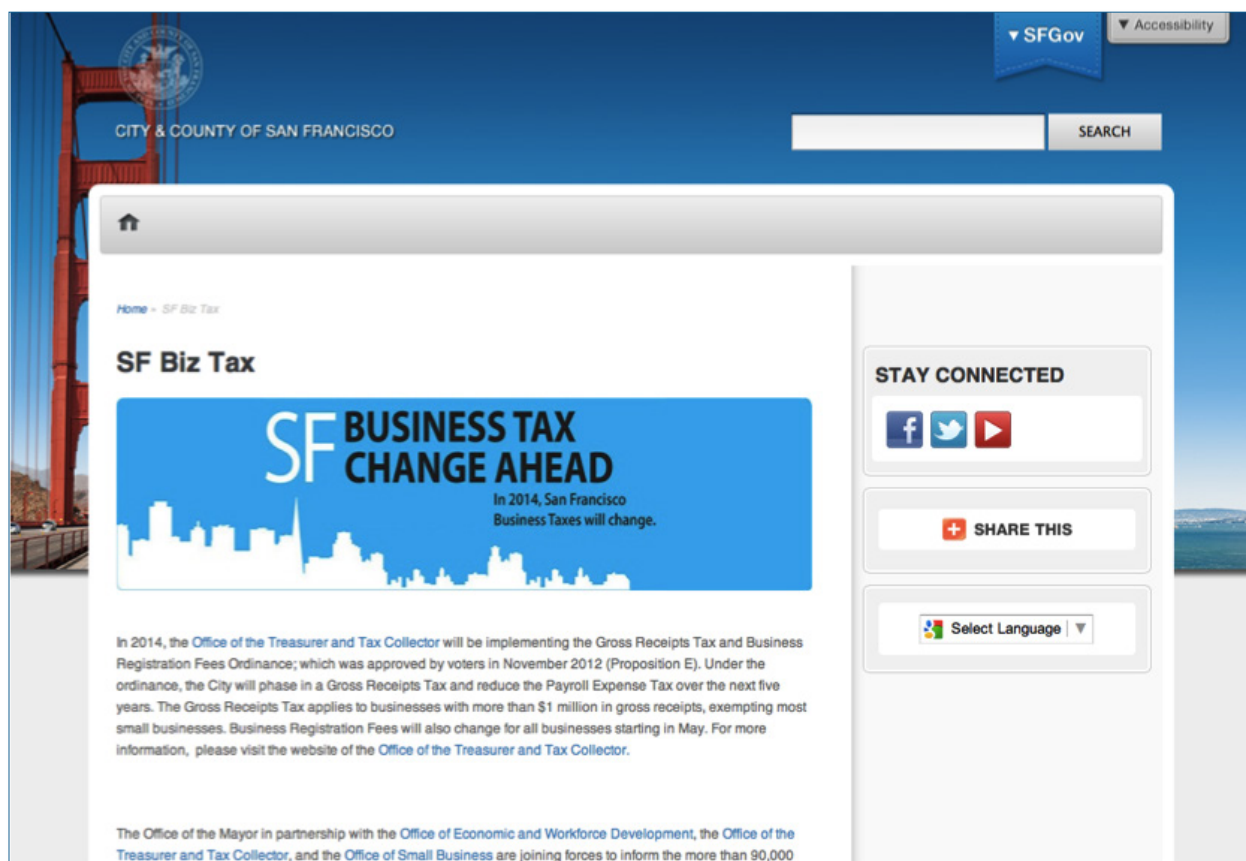 ▼ SFGov
▼ Accessibility
CITY & COUNTY OF SAN FRANCISCO
SEARCH
Home » SF Biz Tax
SF Biz Tax
SF BUSINESS TAX
CHANGE AHEAD
In 2014, San Francisco
Business Taxes will change.
In 2014, the Office of the Treasurer and Tax Collector will be implementing the Gross Receipts Tax and Business
Registration Fees Ordinance; which was approved by voters in November 2012 (Proposition E). Under the
ordinance, the City will phase in a Gross Receipts Tax and reduce the Payroll Expense Tax over the next five
years. The Gross Receipts Tax applies to businesses with more than $1 million in gross receipts, exempting most
small businesses. Business Registration Fees will also change for all businesses starting in May. For more
information, please visit the website of the Office of the Treasurer and Tax Collector.
The Office of the Mayor in partnership with the Office of Economic and Workforce Development, the Office of the
Treasurer and Tax Collector, and the Office of Small Business are joining forces to inform the more than 90,000
STAY CONNECTED
SHARE THIS
Select Language ▼